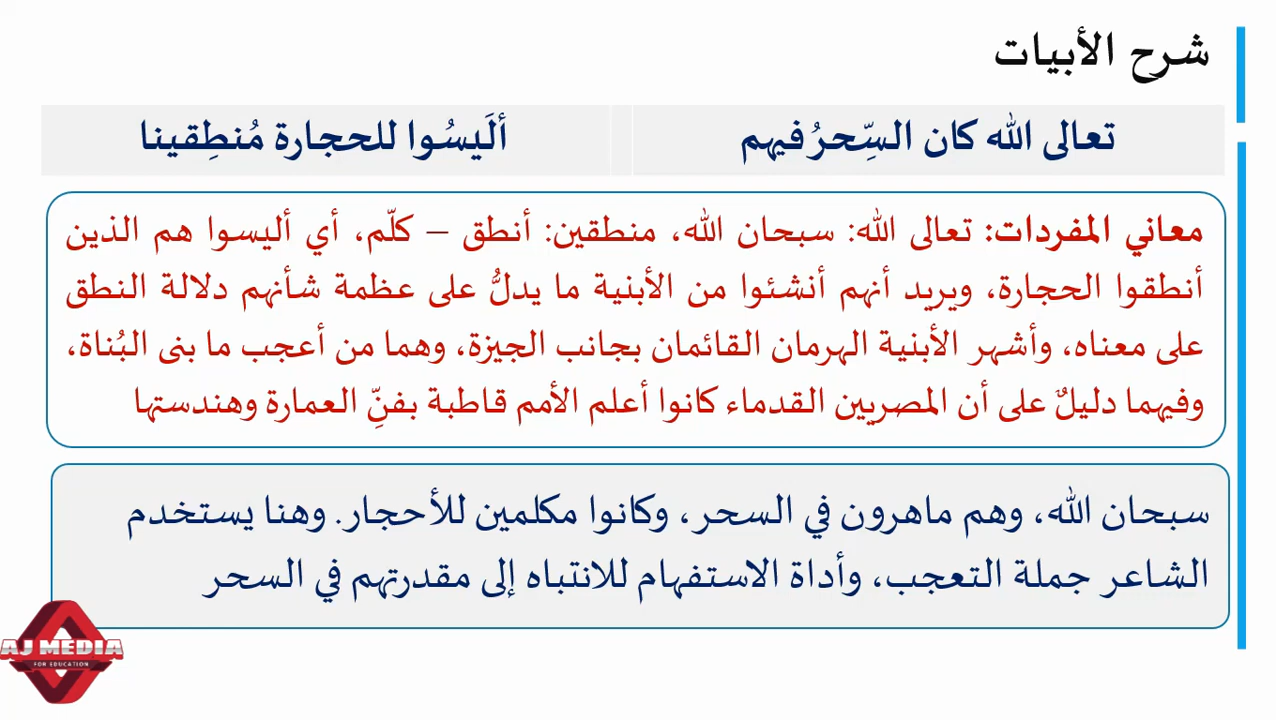 شرح الأبيات
تعالى الله كان السِّحرُ فيهم ألَيسُوا للحجارة مُنطِقينا
معاني المفردات: تعالى الله: سبحان الله، منطقين: أنطق – كلّم، أي أليسوا هم الذين
أنطقوا الحجارة، ويريد أنهم أنشئوا من الأبنية ما يدلُّ على عظمة شأنهم دلالة النطق
على معناه، وأشهر الأبنية الهرمان القائمان بجانب الجيزة، وهما من أعجب ما بنى البُناة،
وفيهما دليلٌ على أن المصريين القدماء كانوا أعلم الأمم قاطبة بفنِّ العمارة وهندستها
سبحان الله، وهم ماهرون في السحر، وكانوا مكلمين للأحجار. وهنا يستخدم
الشاعر جملة التعجب، وأداة الاستفهام للانتباه إلى مقدرتهم في السحر
AJ MEDIA
FOR EDUCATION